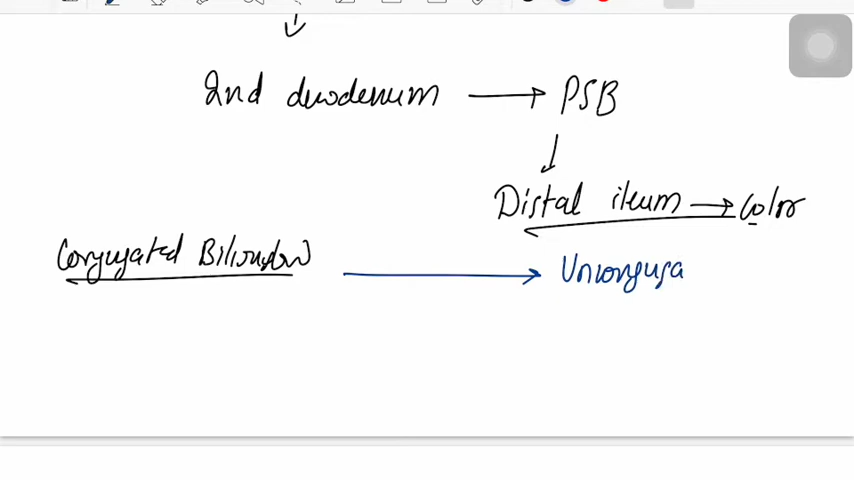 2nd duodenum → PSB
Distal ileum → colon
Conjugated Bilirubin → Unconjuga